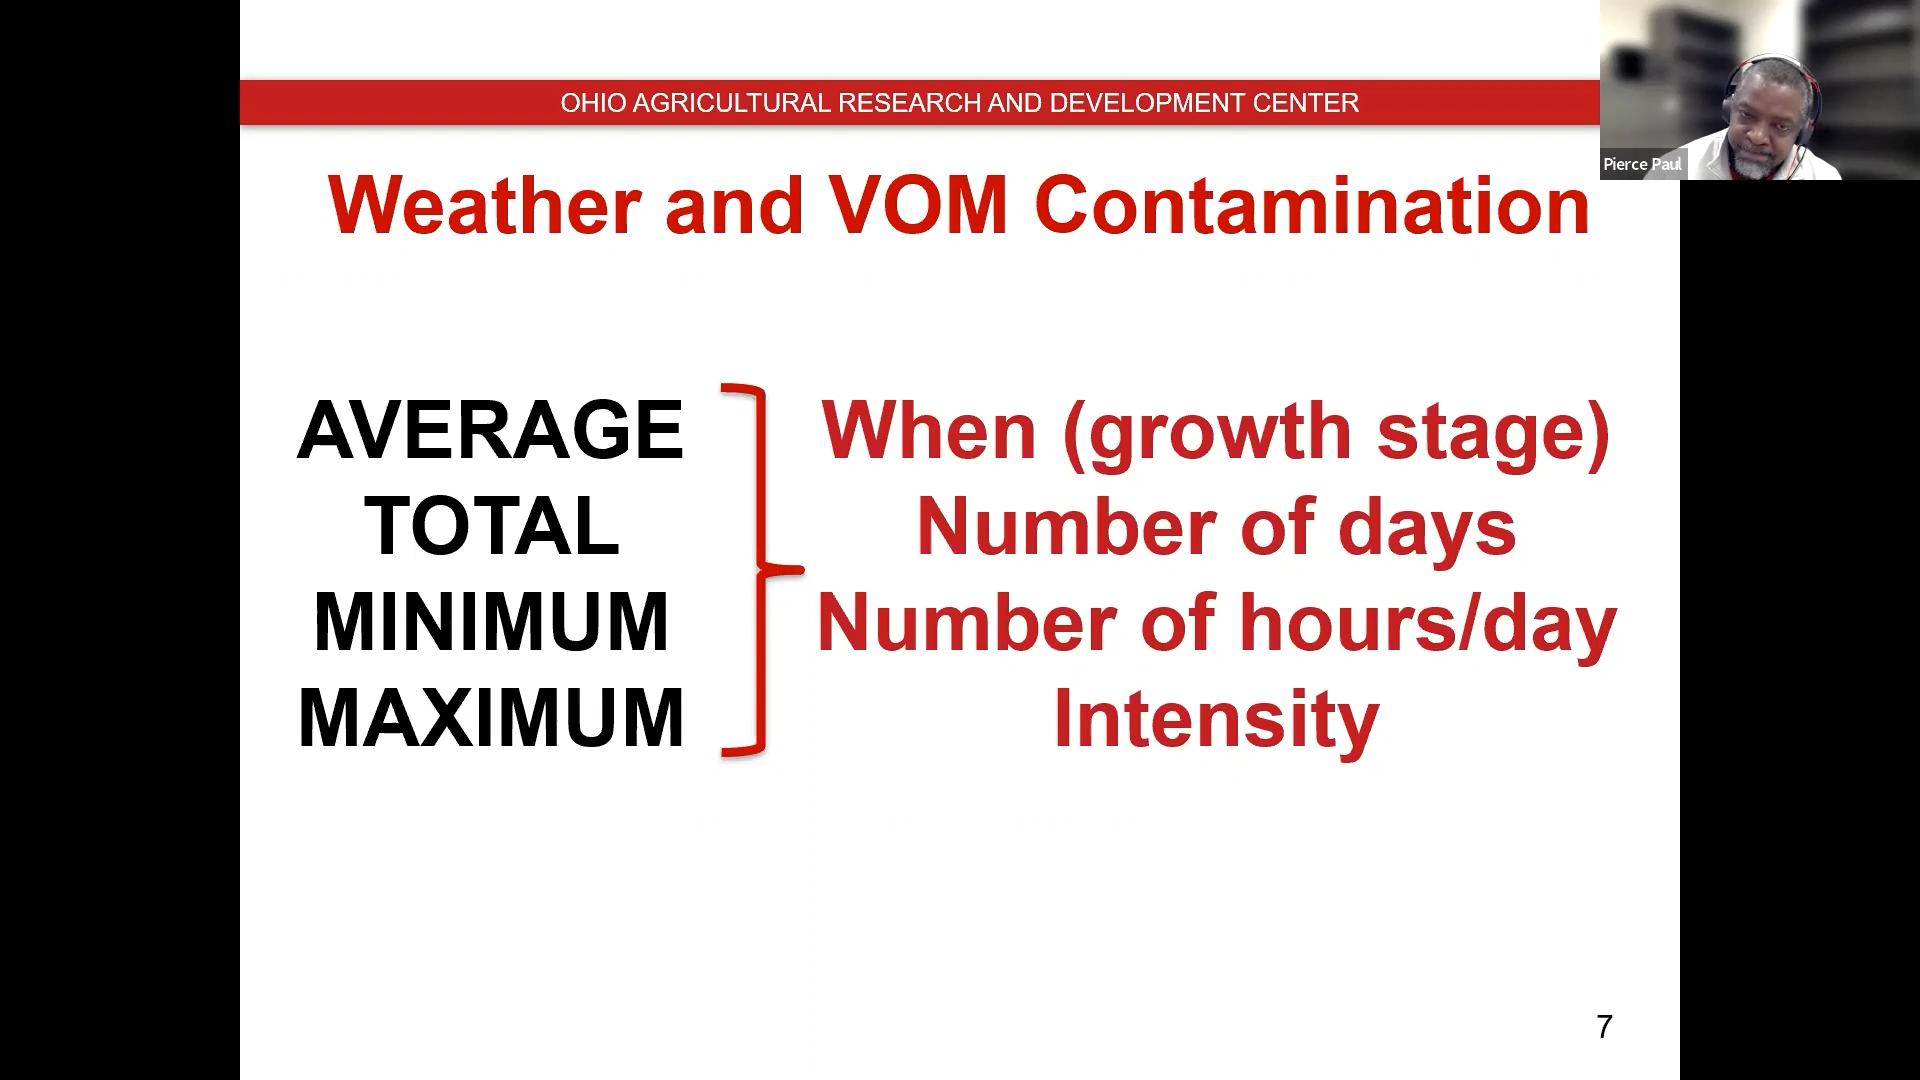 OHIO AGRICULTURAL RESEARCH AND DEVELOPMENT CENTER
Pierce Paul
Weather and VOM Contamination
AVERAGE
TOTAL
MINIMUM
MAXIMUM
When (growth stage)
Number of days
Number of hours/day
Intensity
7